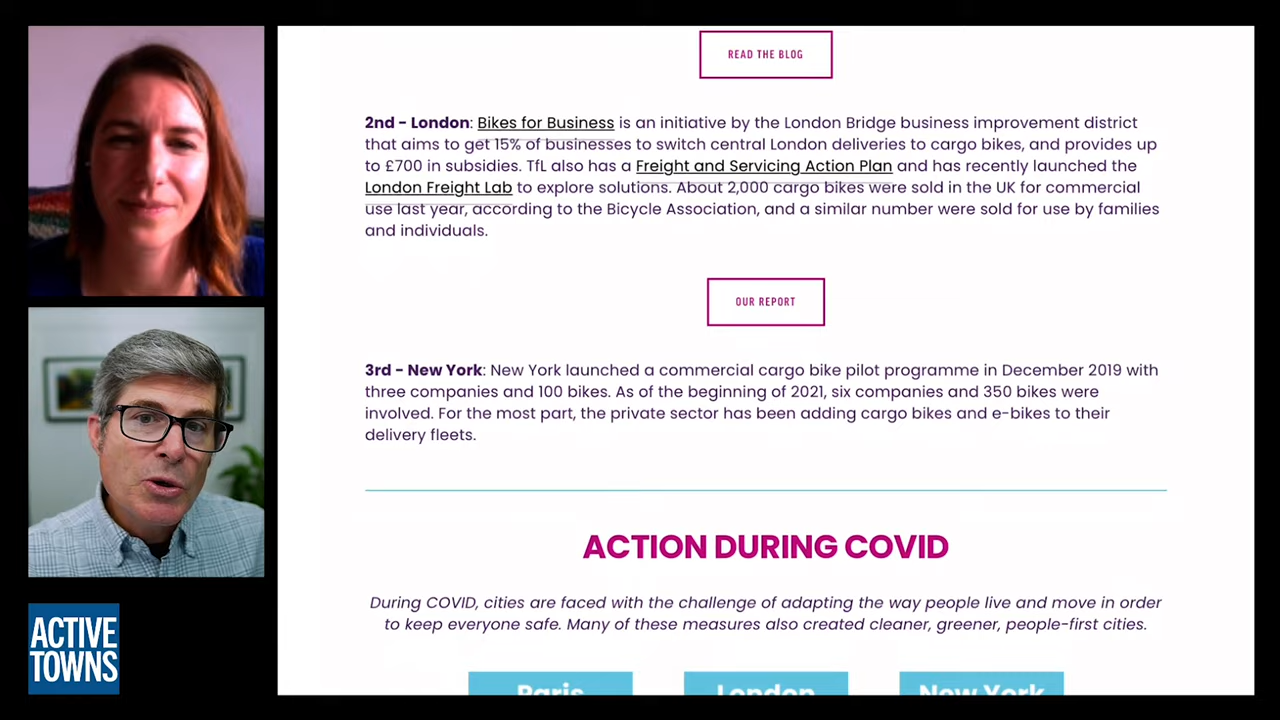 READ THE BLOG
2nd - London: Bikes for Business is an initiative by the London Bridge business improvement district
that aims to get 15% of businesses to switch central London deliveries to cargo bikes, and provides up
to £700 in subsidies. TfL also has a Freight and Servicing Action Plan and has recently launched the
London Freight Lab to explore solutions. About 2,000 cargo bikes were sold in the UK for commercial
use last year, according to the Bicycle Association, and a similar number were sold for use by families
and individuals.
OUR REPORT
3rd - New York: New York launched a commercial cargo bike pilot programme in December 2019 with
three companies and 100 bikes. As of the beginning of 2021, six companies and 350 bikes were
involved. For the most part, the private sector has been adding cargo bikes and e-bikes to their
delivery fleets.
ACTION DURING COVID
During COVID, cities are faced with the challenge of adapting the way people live and move in order
to keep everyone safe. Many of these measures also created cleaner, greener, people-first cities.
Paris London New York
ACTIVE
TOWNS